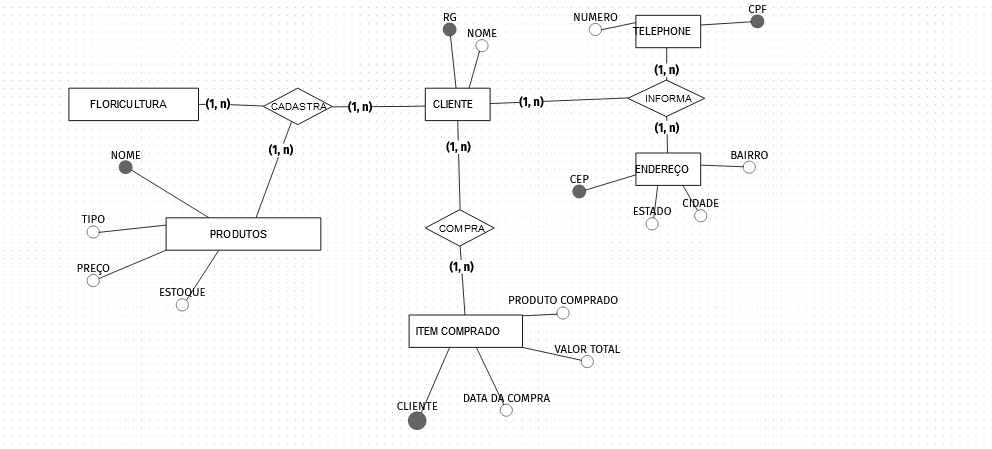 CPF
RG
NUMERO
NOME
TELEPHONE
(1, n)
FLORICULTURA
(1, n)
CADASTRA
(1, n)
CLIENTE
(1, n)
INFORMA
(1, n)
(1, n)
(1, n)
NOME
BAIRRO
ENDEREÇO
CEP
CIDADE
ESTADO
TIPO
PRODUTOS
COMPRA
PREÇO
(1, n)
ESTOQUE
PRODUTO COMPRADO
ITEM COMPRADO
VALOR TOTAL
DATA DA COMPRA
CLIENTE